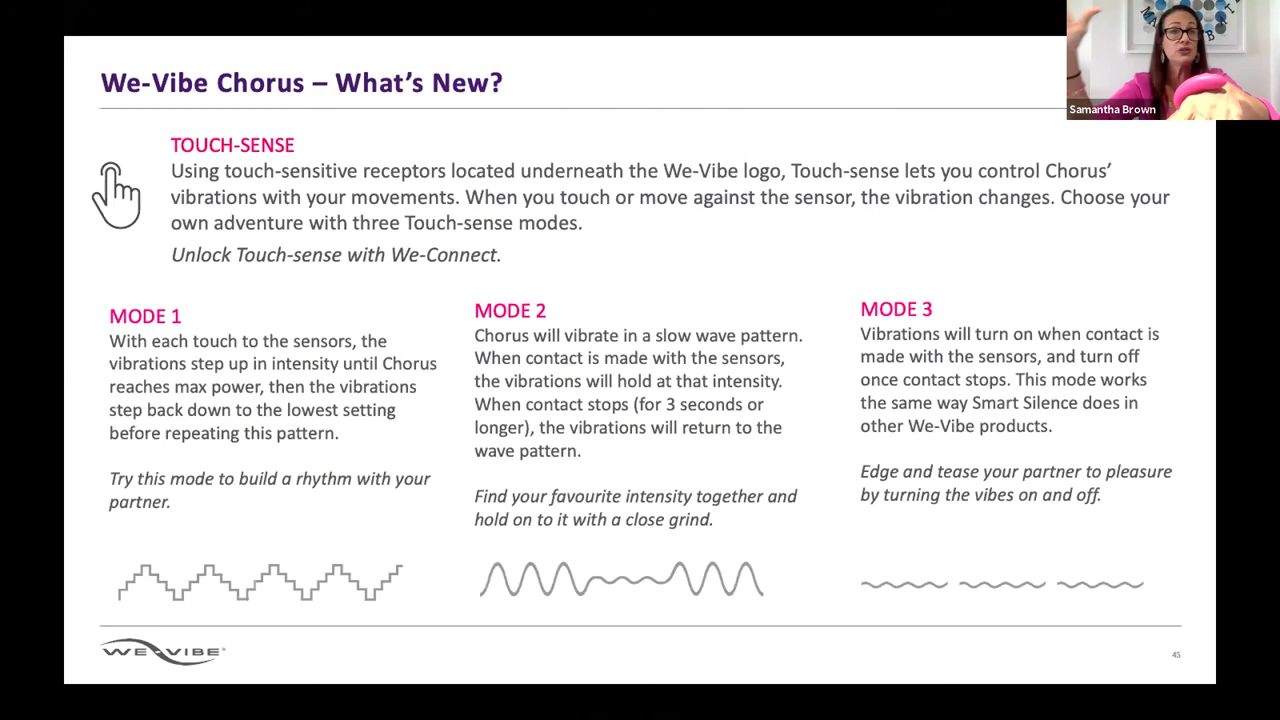 We-Vibe Chorus – What's New?
TOUCH-SENSE
Using touch-sensitive receptors located underneath the We-Vibe logo, Touch-sense lets you control Chorus'
vibrations with your movements. When you touch or move against the sensor, the vibration changes. Choose your
own adventure with three Touch-sense modes.
Unlock Touch-sense with We-Connect.
MODE 1
With each touch to the sensors, the
vibrations step up in intensity until Chorus
reaches max power, then the vibrations
step back down to the lowest setting
before repeating this pattern.
Try this mode to build a rhythm with your
partner.
MODE 2
Chorus will vibrate in a slow wave pattern.
When contact is made with the sensors,
the vibrations will hold at that intensity.
When contact stops (for 3 seconds or
longer), the vibrations will return to the
wave pattern.
Find your favourite intensity together and
hold on to it with a close grind.
MODE 3
Vibrations will turn on when contact is
made with the sensors, and turn off
once contact stops. This mode works
the same way Smart Silence does in
other We-Vibe products.
Edge and tease your partner to pleasure
by turning the vibes on and off.
WE-VIBE®
45
Samantha Brown